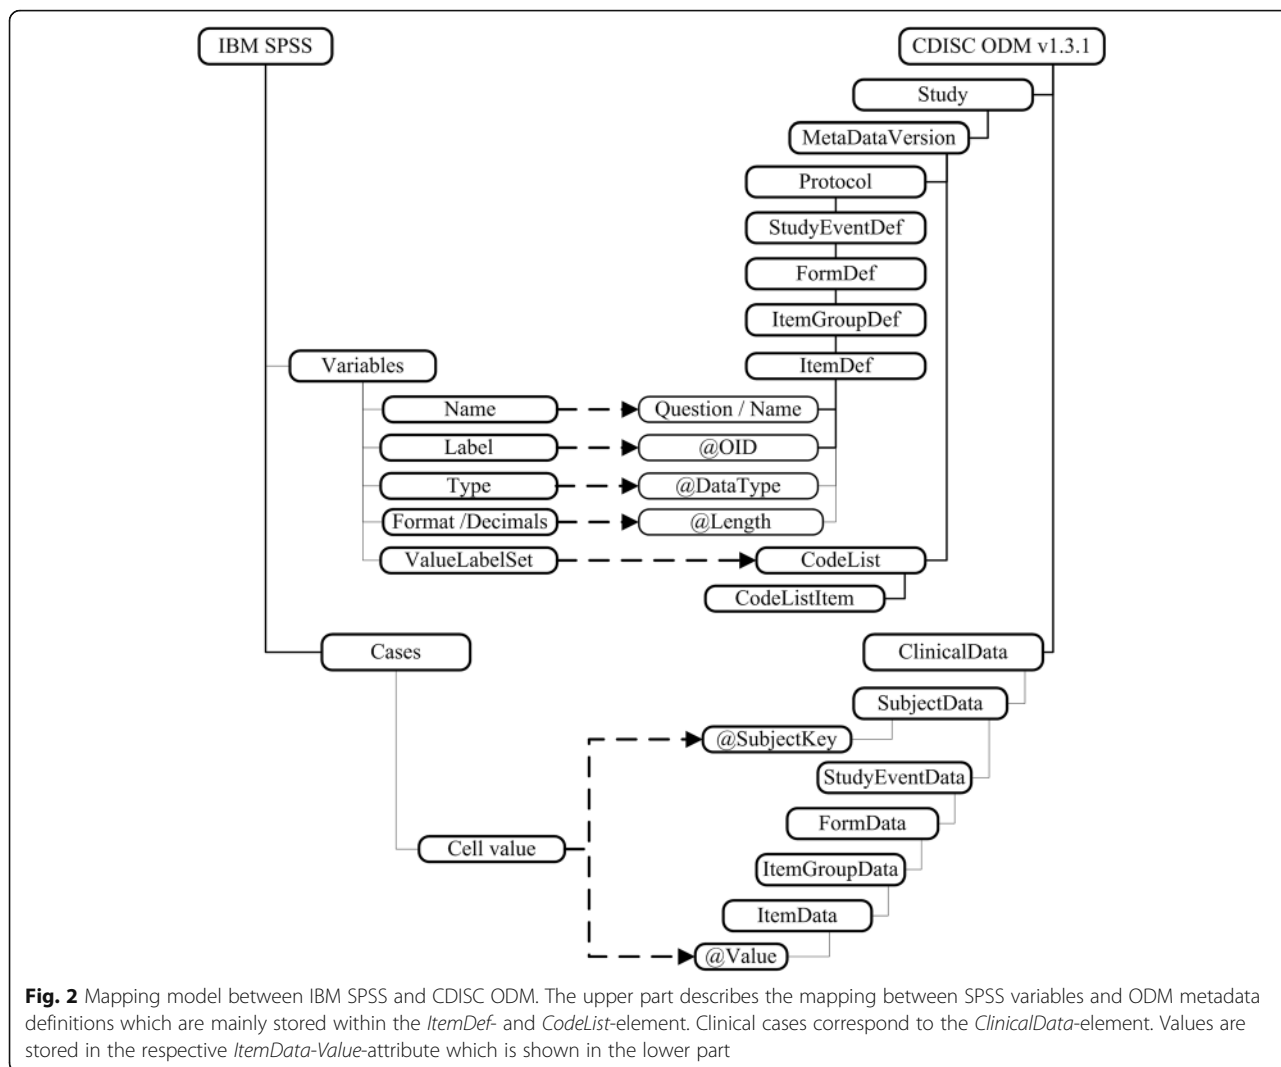 IBM SPSS
CDISC ODM v1.3.1
Study
MetaDataVersion
Protocol
StudyEventDef
FormDef
ItemGroupDef
Variables
ItemDef
Name
Question / Name
Label
@OID
Type
@DataType
Format /Decimals
@Length
ValueLabelSet
CodeList
CodeListItem
Cases
ClinicalData
SubjectData
@SubjectKey
StudyEventData
FormData
Cell value
ItemGroupData
ItemData
@Value
Fig. 2 Mapping model between IBM SPSS and CDISC ODM. The upper part describes the mapping between SPSS variables and ODM metadata
definitions which are mainly stored within the ItemDef- and CodeList-element. Clinical cases correspond to the ClinicalData-element. Values are
stored in the respective ItemData-Value-attribute which is shown in the lower part